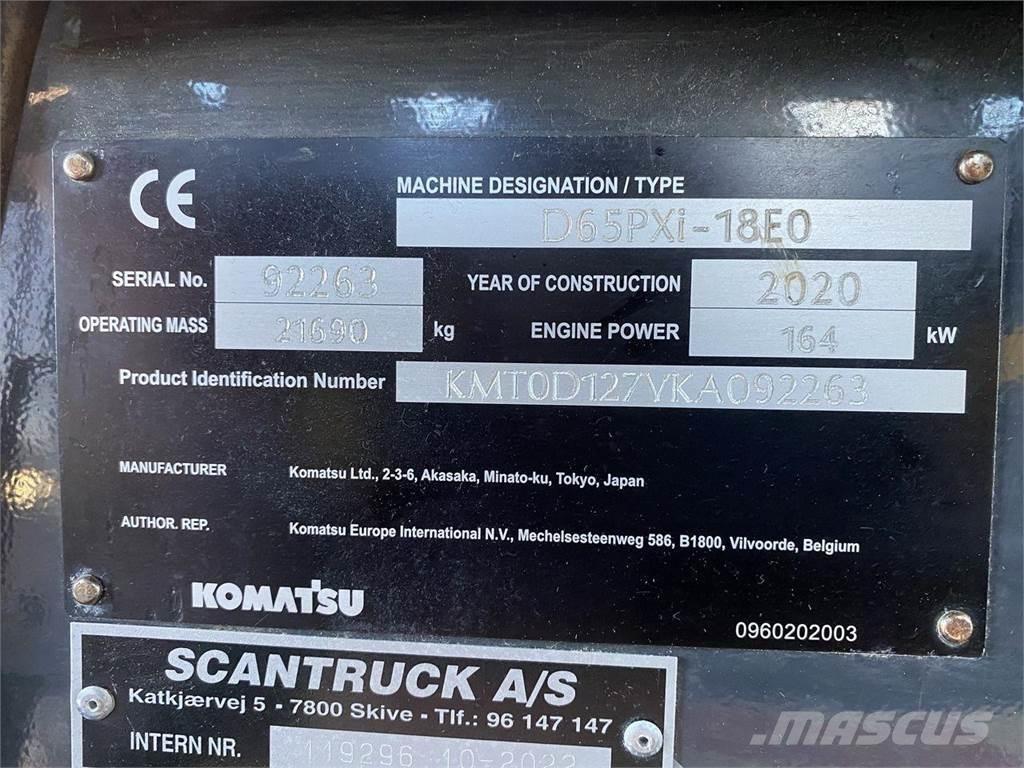 CE
MACHINE DESIGNATION / TYPE
D65PXi-18E0
SERIAL No. 92263 YEAR OF CONSTRUCTION 2020
OPERATING MASS 21690 kg ENGINE POWER 164 kW
Product Identification Number KMT0D127VKA092263
MANUFACTURER Komatsu Ltd., 2-3-6, Akasaka, Minato-ku, Tokyo, Japan
AUTHOR. REP. Komatsu Europe International N.V., Mechelsesteenweg 586, B1800, Vilvoorde, Belgium
KOMATSU
0960202003
SCANTRUCK A/S
Katkjærvej 5 - 7800 Skive - Tlf.: 96 147 147
INTERN NR. 119296 10-2022
MASCUS